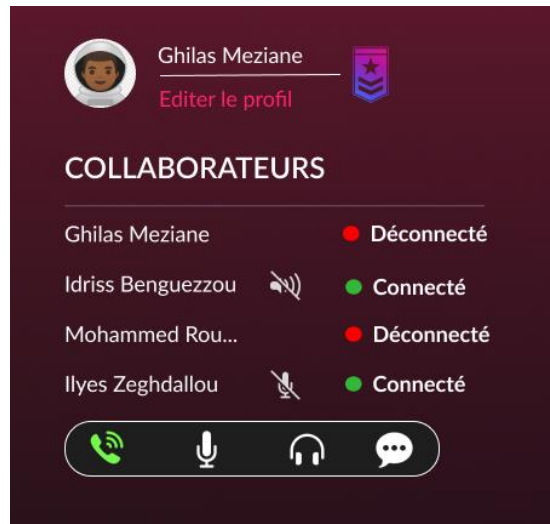 Ghilas Meziane
Editer le profil
COLLABORATEURS
Ghilas Meziane Déconnecté
Idriss Benguezzou Connecté
Mohammed Rou... Déconnecté
Ilyes Zeghdallou Connecté